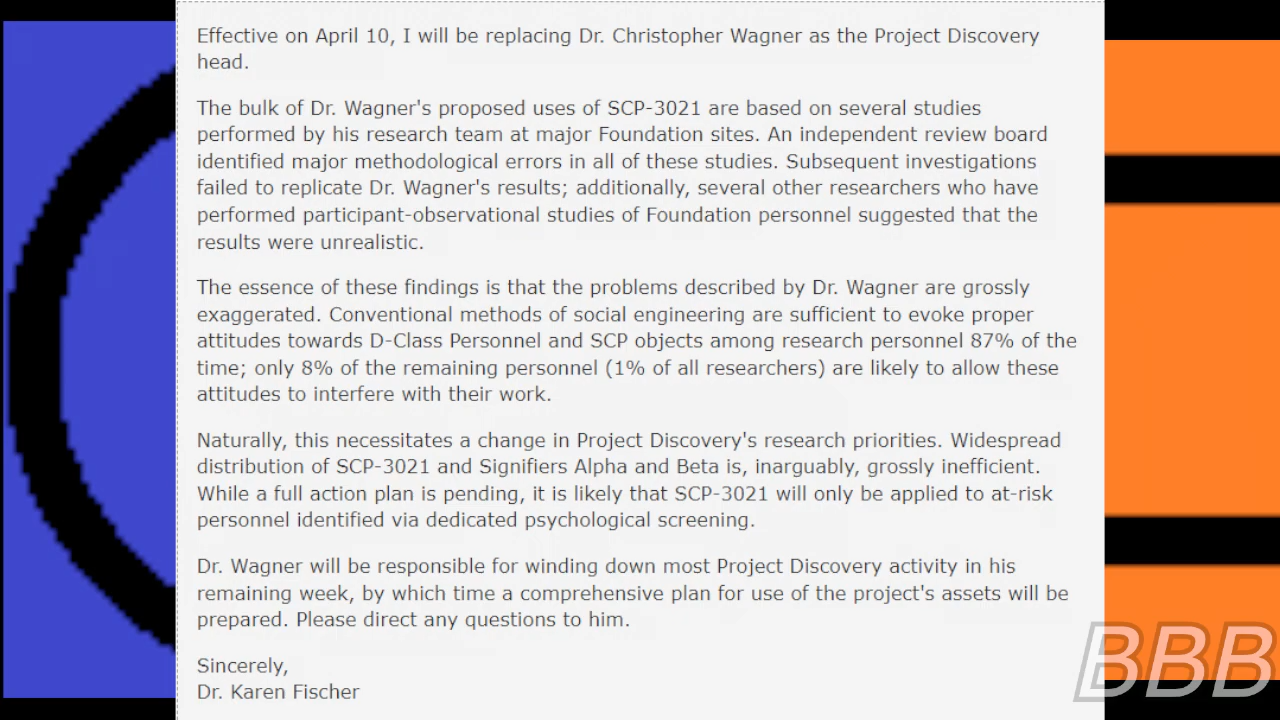 Effective on April 10, I will be replacing Dr. Christopher Wagner as the Project Discovery
head.
The bulk of Dr. Wagner's proposed uses of SCP-3021 are based on several studies
performed by his research team at major Foundation sites. An independent review board
identified major methodological errors in all of these studies. Subsequent investigations
failed to replicate Dr. Wagner's results; additionally, several other researchers who have
performed participant-observational studies of Foundation personnel suggested that the
results were unrealistic.
The essence of these findings is that the problems described by Dr. Wagner are grossly
exaggerated. Conventional methods of social engineering are sufficient to evoke proper
attitudes towards D-Class Personnel and SCP objects among research personnel 87% of the
time; only 8% of the remaining personnel (1% of all researchers) are likely to allow these
attitudes to interfere with their work.
Naturally, this necessitates a change in Project Discovery's research priorities. Widespread
distribution of SCP-3021 and Signifiers Alpha and Beta is, inarguably, grossly inefficient.
While a full action plan is pending, it is likely that SCP-3021 will only be applied to at-risk
personnel identified via dedicated psychological screening.
Dr. Wagner will be responsible for winding down most Project Discovery activity in his
remaining week, by which time a comprehensive plan for use of the project's assets will be
prepared. Please direct any questions to him.
Sincerely,
Dr. Karen Fischer
BBB